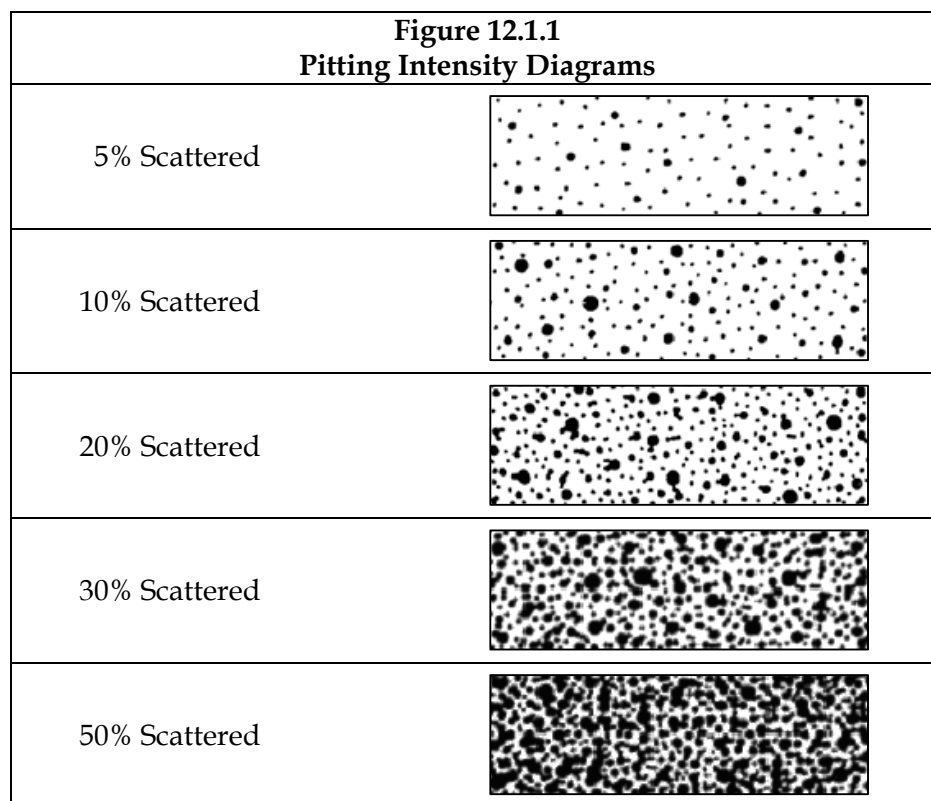 Figure 12.1.1
Pitting Intensity Diagrams
5% Scattered
10% Scattered
20% Scattered
30% Scattered
50% Scattered